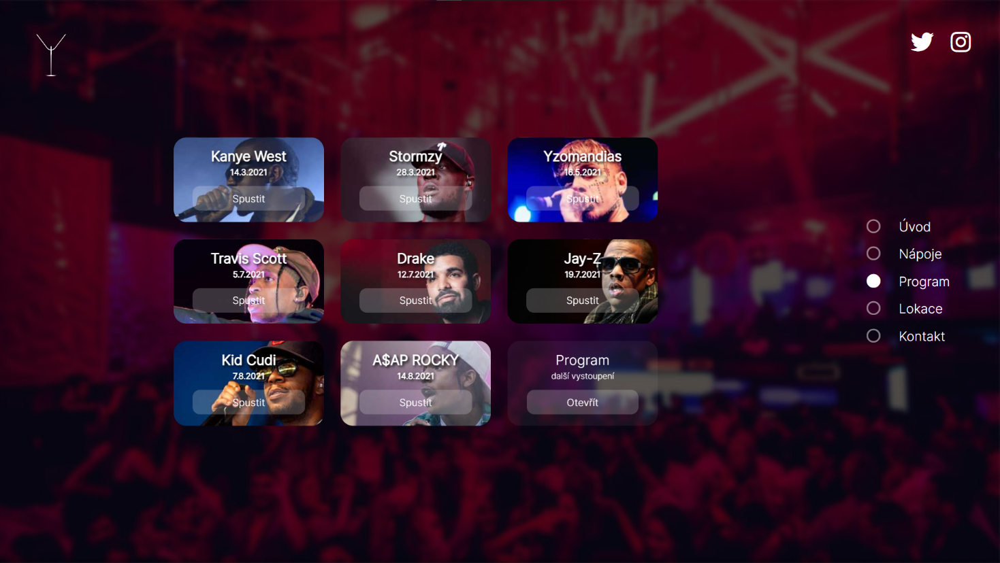 Kanye West
14.3.2021
Spustit
Stormzy
28.3.2021
Spustit
Yzomandias
16.5.2021
Spustit
Travis Scott
5.7.2021
Spustit
Drake
12.7.2021
Spustit
Jay-Z
19.7.2021
Spustit
Kid Cudi
7.8.2021
Spustit
A$AP ROCKY
14.8.2021
Spustit
Program
další vystoupení
Otevřít
Úvod
Nápoje
Program
Lokace
Kontakt